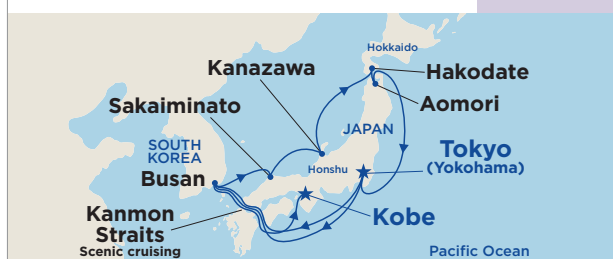 Hokkaido
Kanazawa
Hakodate
Sakaiminato
Aomori
JAPAN
SOUTH
KOREA
Tokyo
(Yokohama)
Honshu
Busan
Kanmon
Straits
Scenic cruising
Kobe
Pacific Ocean